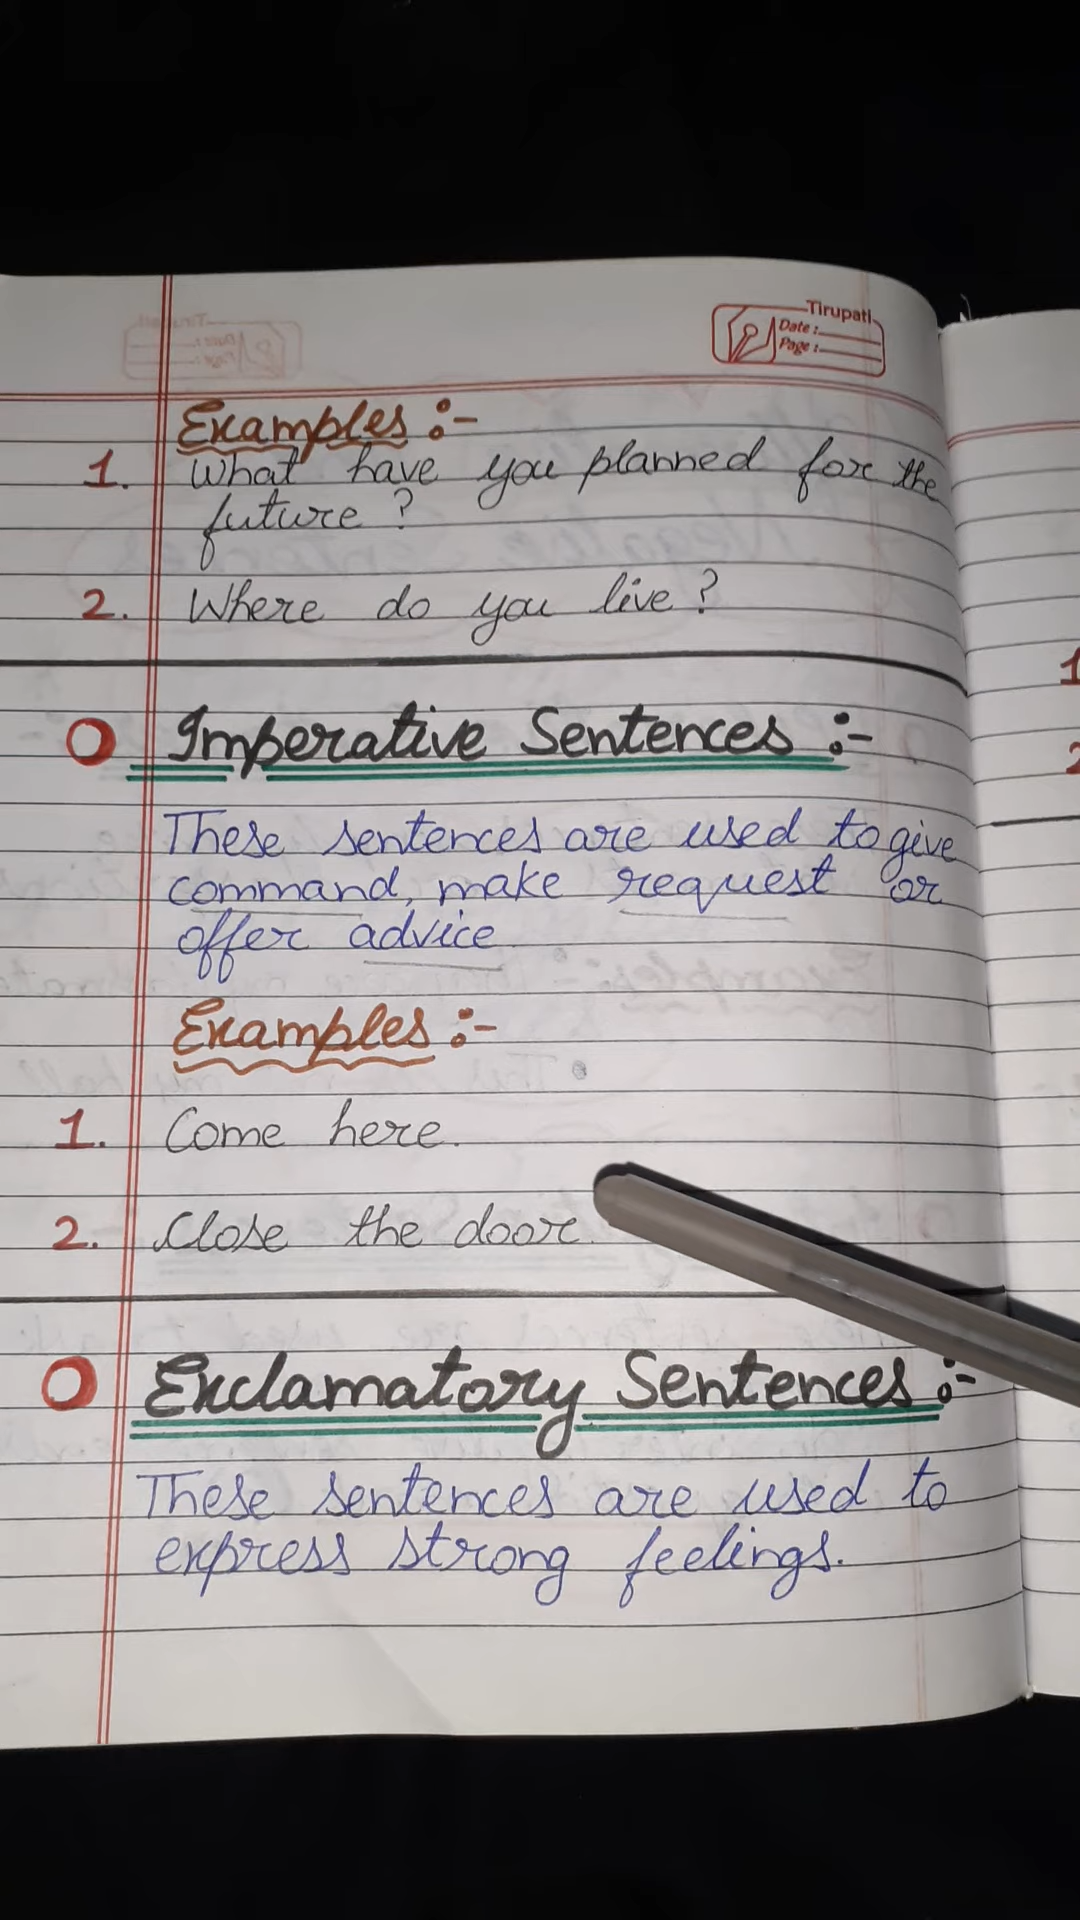 Tirupati
Date :
Page :
Examples :-
1. What have you planned for the
future ?
2. Where do you live ?
Imperative Sentences :-
These sentences are used to give
command, make request or
offer advice
Examples :-
1. Come here.
2. Close the door.
Exclamatory Sentences :-
These sentences are used to
express strong feelings.
1
2